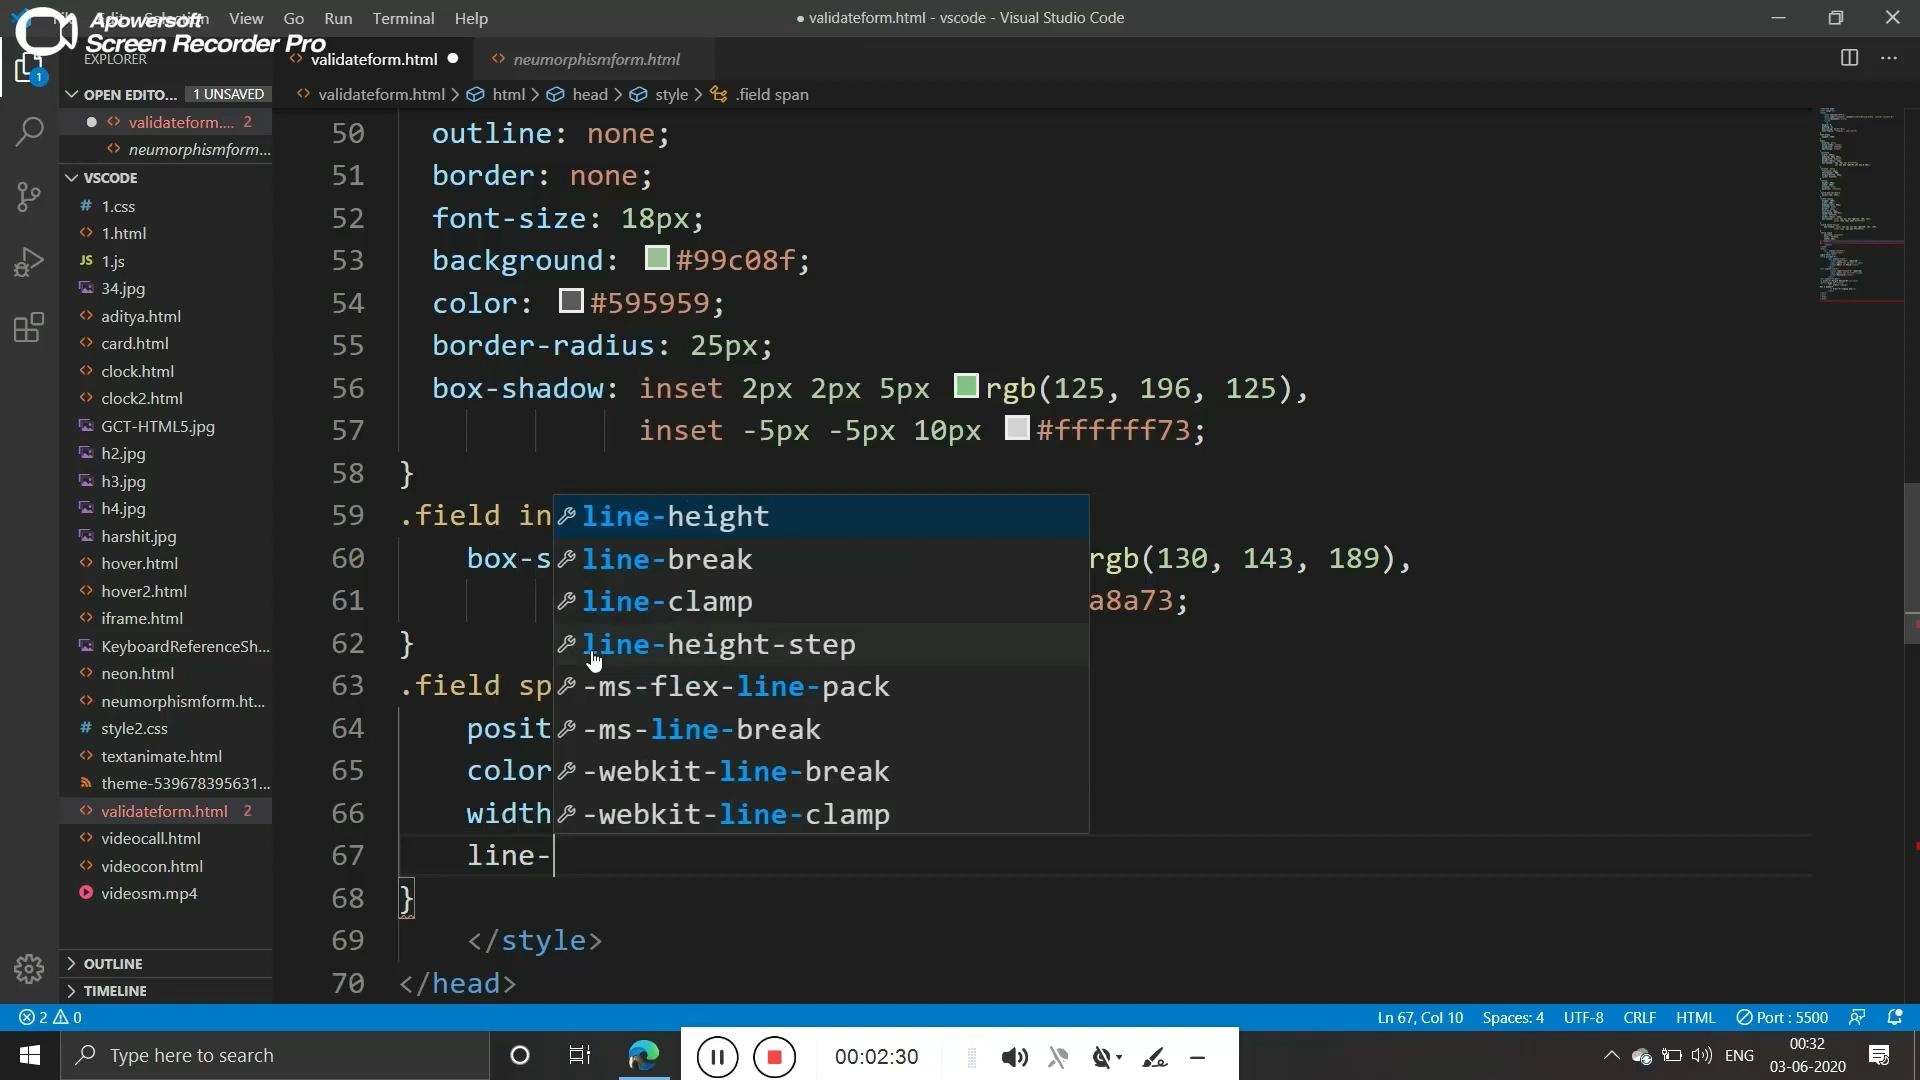 File Edit Selection View Go Run Terminal Help
● validateform.html - vscode - Visual Studio Code
Apowersoft
Screen Recorder Pro
EXPLORER
validateform.html
neumorphismform.html
OPEN EDITO... 1 UNSAVED
validateform.html > html > head > style > .field span
validateform.... 2
neumorphismform...
VSCODE
1.css
1.html
1.js
34.jpg
aditya.html
card.html
clock.html
clock2.html
GCT-HTML5.jpg
h2.jpg
h3.jpg
h4.jpg
harshit.jpg
hover.html
hover2.html
iframe.html
KeyboardReferenceSh...
neon.html
neumorphismform.ht...
style2.css
textanimate.html
theme-539678395631...
validateform.html 2
videocall.html
videocon.html
videosm.mp4
OUTLINE
TIMELINE
50 outline: none;
51 border: none;
52 font-size: 18px;
53 background: #99c08f;
54 color: #595959;
55 border-radius: 25px;
56 box-shadow: inset 2px 2px 5px rgb(125, 196, 125),
57 inset -5px -5px 10px #ffffff73;
58 }
59 .field in
60 box-s rgb(130, 143, 189),
61 a8a73;
62 }
63 .field sp
64 posit
65 color
66 width
67 line-
68 }
69 </style>
70 </head>
line-height
line-break
line-clamp
line-height-step
-ms-flex-line-pack
-ms-line-break
-webkit-line-break
-webkit-line-clamp
2 0
Ln 67, Col 10 Spaces: 4 UTF-8 CRLF HTML Port : 5500
Type here to search
00:02:30
ENG
00:32
03-06-2020